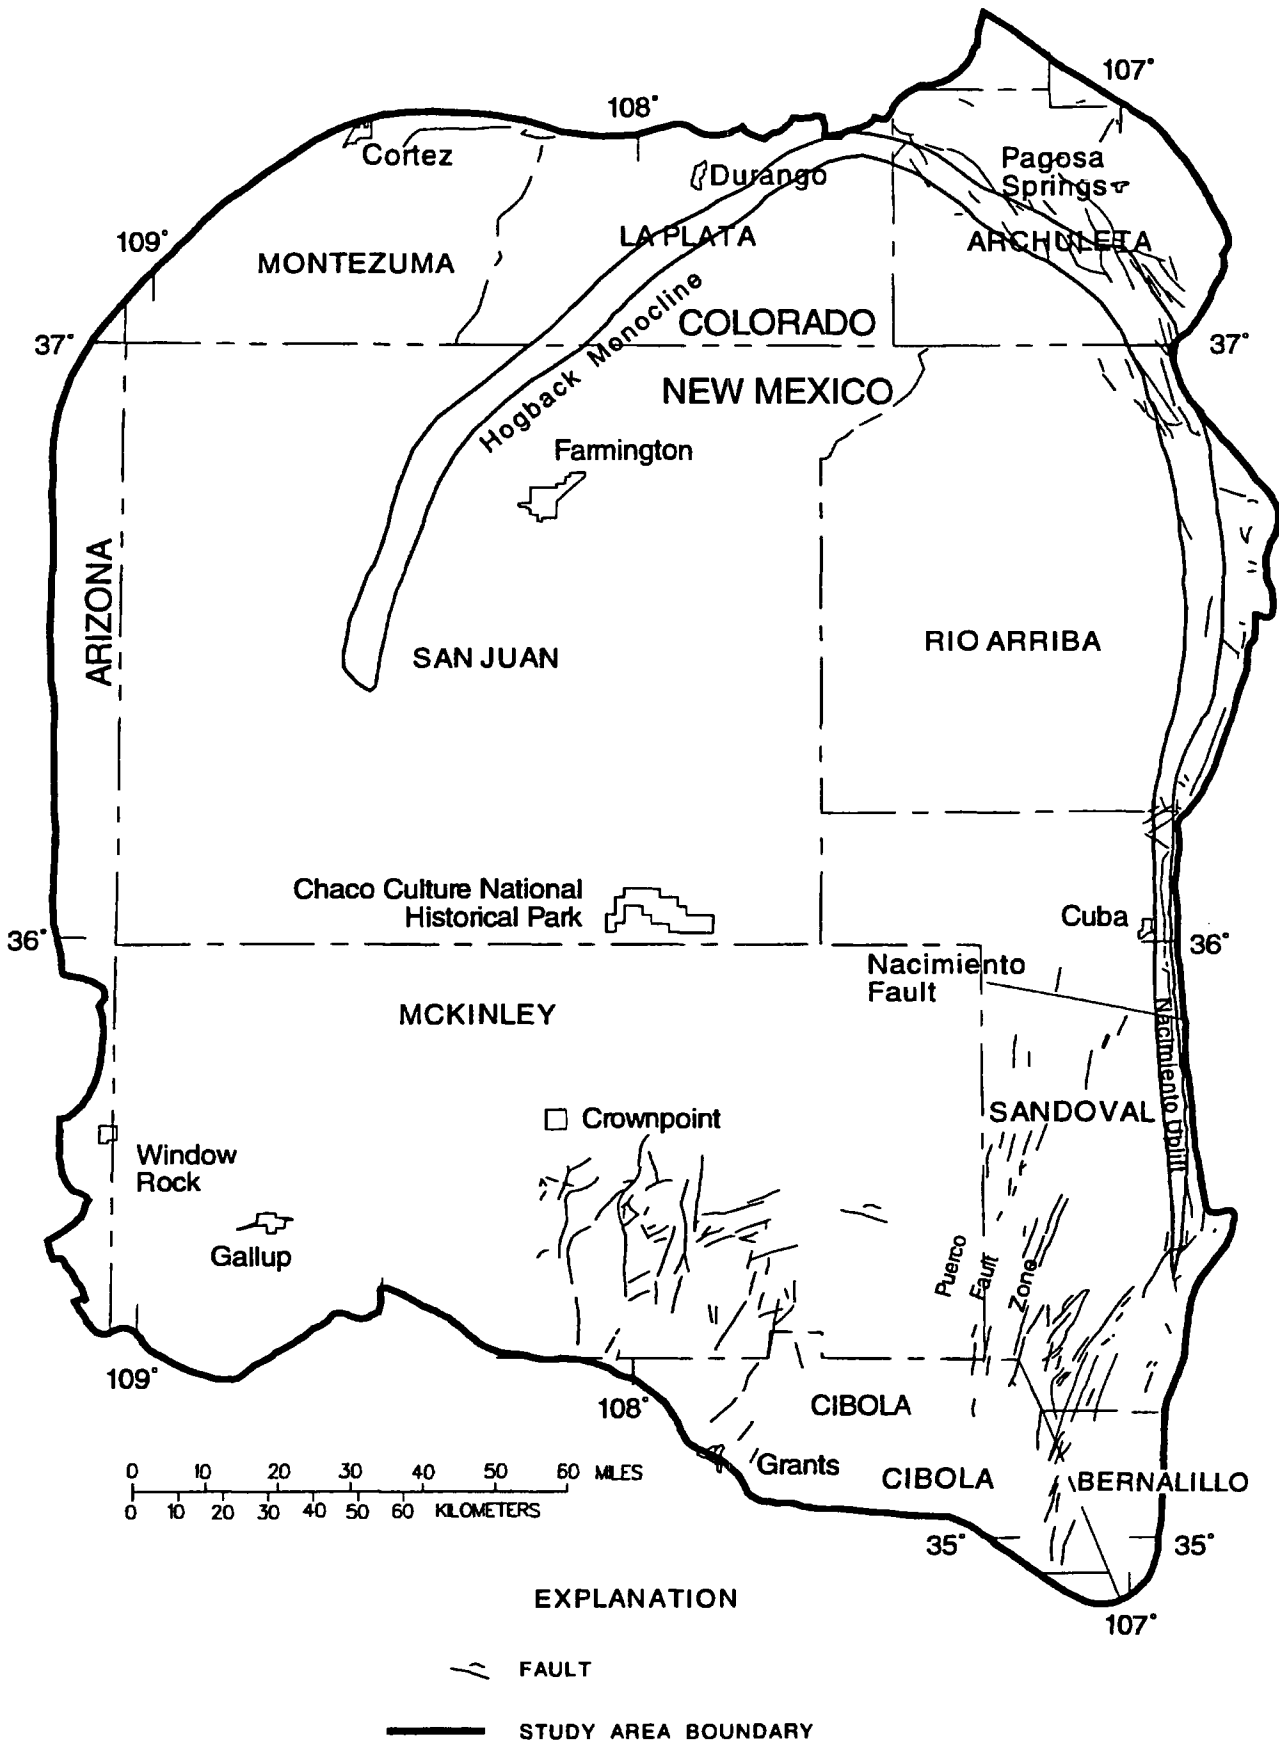 107°
108°
Cortez
Durango
Pagosa
Springs
109°
MONTEZUMA
LA PLATA
ARCHULETA
Hogback Monocline
COLORADO
37°
37°
NEW MEXICO
Farmington
ARIZONA
SAN JUAN
RIO ARRIBA
Chaco Culture National
Historical Park
Cuba
36°
36°
Nacimiento
Fault
MCKINLEY
Nacimiento Uplift
SANDOVAL
Crownpoint
Window
Rock
Gallup
Puerco
Fault
Zone
109°
108°
CIBOLA
Grants
CIBOLA
BERNALILLO
0 10 20 30 40 50 60 MILES
0 10 20 30 40 50 60 KILOMETERS
35°
35°
107°
EXPLANATION
FAULT
STUDY AREA BOUNDARY